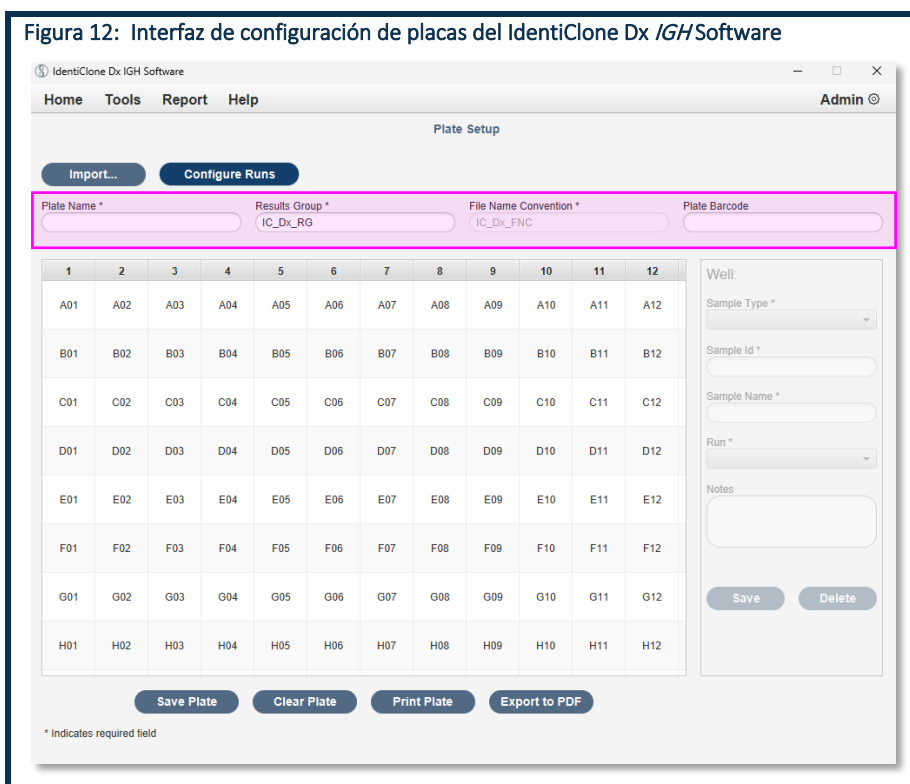 Figura 12: Interfaz de configuración de placas del IdentiClone Dx IGH Software
IdentiClone Dx IGH Software
Home Tools Report Help Admin
Plate Setup
Import... Configure Runs
Plate Name * Results Group * File Name Convention * Plate Barcode
IC_Dx_RG IC_Dx_FNC
1 2 3 4 5 6 7 8 9 10 11 12
Well:
A01 A02 A03 A04 A05 A06 A07 A08 A09 A10 A11 A12
Sample Type *
B01 B02 B03 B04 B05 B06 B07 B08 B09 B10 B11 B12
Sample Id *
C01 C02 C03 C04 C05 C06 C07 C08 C09 C10 C11 C12
Sample Name *
D01 D02 D03 D04 D05 D06 D07 D08 D09 D10 D11 D12
Run *
E01 E02 E03 E04 E05 E06 E07 E08 E09 E10 E11 E12
Notes
F01 F02 F03 F04 F05 F06 F07 F08 F09 F10 F11 F12
G01 G02 G03 G04 G05 G06 G07 G08 G09 G10 G11 G12
Save Delete
H01 H02 H03 H04 H05 H06 H07 H08 H09 H10 H11 H12
Save Plate Clear Plate Print Plate Export to PDF
* Indicates required field